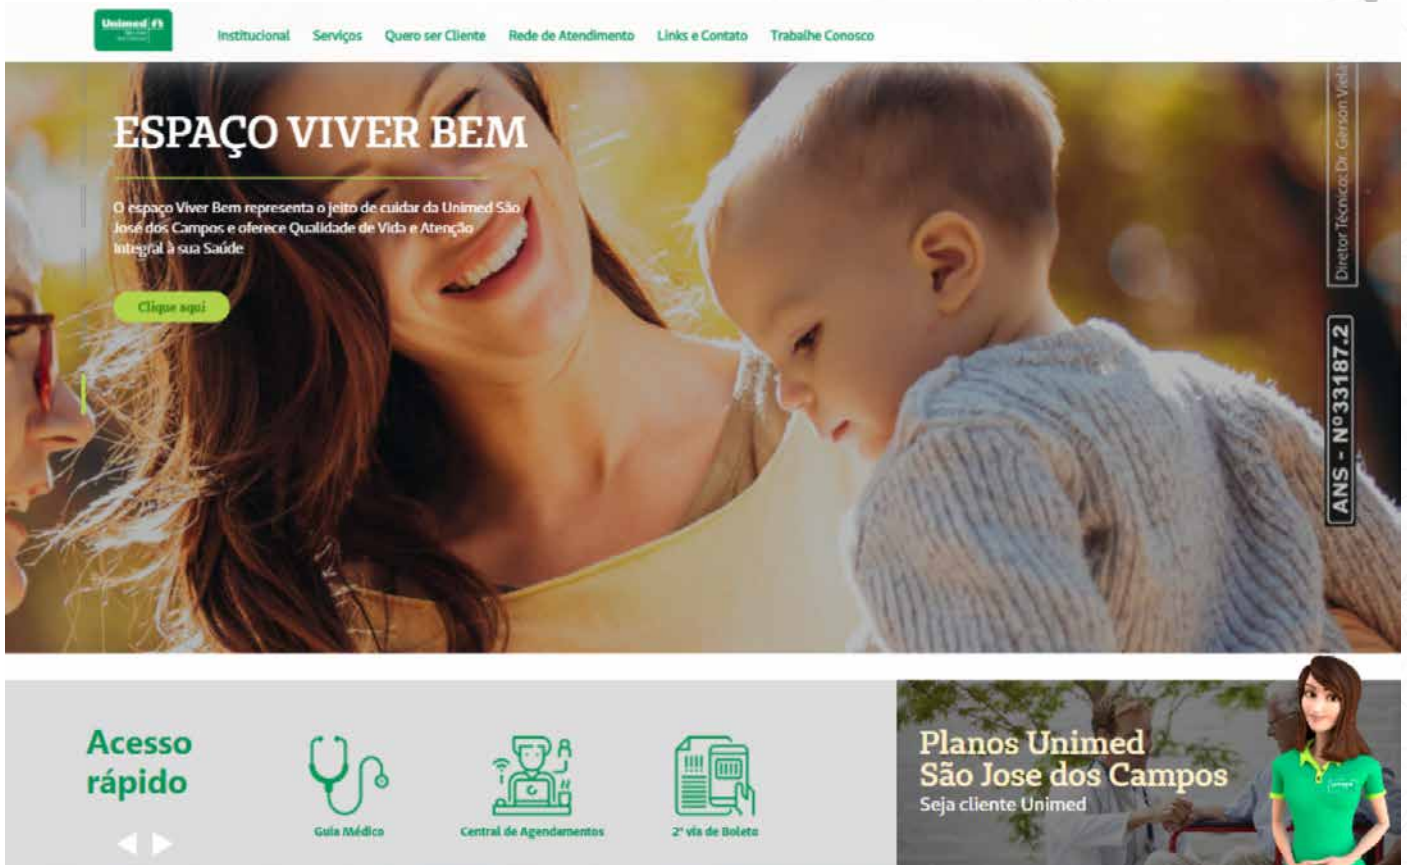 Unimed
Institucional
Serviços
Quero ser Cliente
Rede de Atendimento
Links e Contato
Trabalhe Conosco
ESPAÇO VIVER BEM
O espaço Viver Bem representa o jeito de cuidar da Unimed São
José dos Campos e oferece Qualidade de Vida e Atenção
Integral à sua Saúde
Clique aqui
Diretor Técnico: Dr. Gerson Viela
ANS - Nº33187.2
Acesso
rápido
Guia Médico
Central de Agendamentos
2ª via de Boleto
Planos Unimed
São Jose dos Campos
Seja cliente Unimed